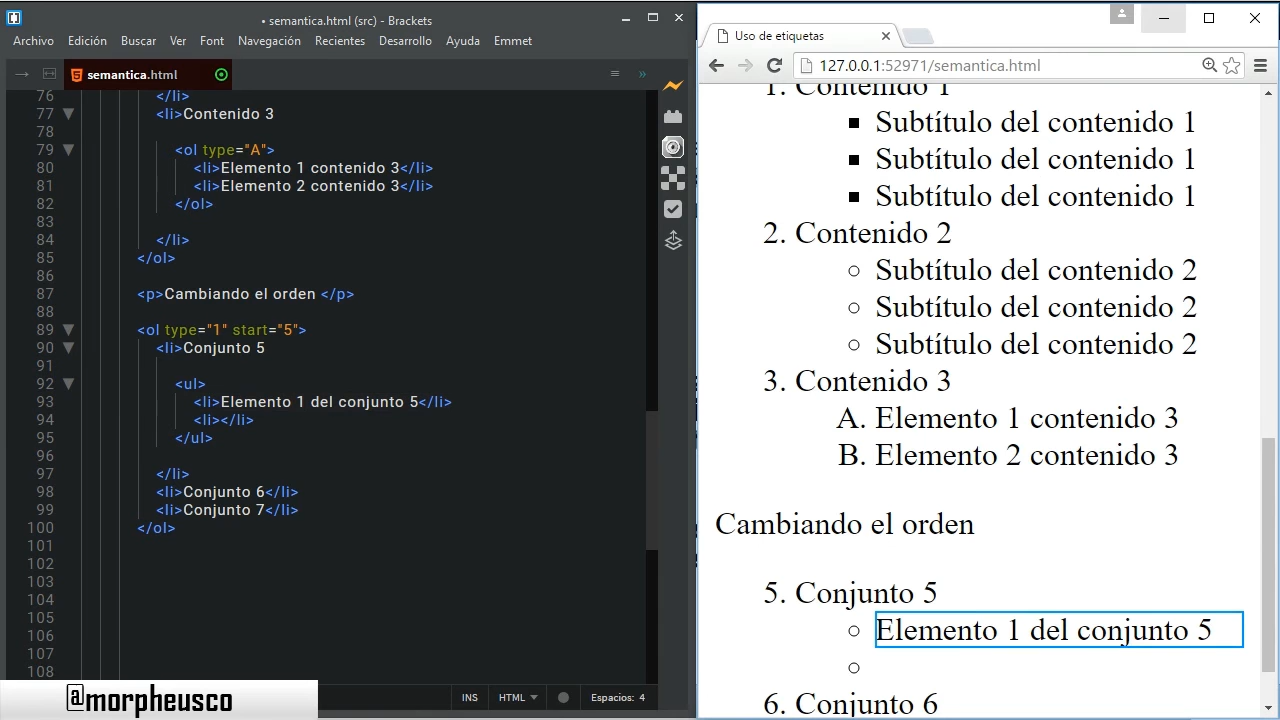 • semantica.html (src) - Brackets
Archivo Edición Buscar Ver Font Navegación Recientes Desarrollo Ayuda Emmet
semantica.html
76 </li>
77 <li>Contenido 3
78
79 <ol type="A">
80 <li>Elemento 1 contenido 3</li>
81 <li>Elemento 2 contenido 3</li>
82 </ol>
83
84 </li>
85 </ol>
86
87 <p>Cambiando el orden </p>
88
89 <ol type="1" start="5">
90 <li>Conjunto 5
91
92 <ul>
93 <li>Elemento 1 del conjunto 5</li>
94 <li></li>
95 </ul>
96
97 </li>
98 <li>Conjunto 6</li>
99 <li>Conjunto 7</li>
100 </ol>
101
102
103
104
105
106
107
108
@morpheusco
INS HTML Espacios: 4
Uso de etiquetas
127.0.0.1:52971/semantica.html
1. Contenido 1
Subtítulo del contenido 1
Subtítulo del contenido 1
Subtítulo del contenido 1
2. Contenido 2
Subtítulo del contenido 2
Subtítulo del contenido 2
Subtítulo del contenido 2
3. Contenido 3
A. Elemento 1 contenido 3
B. Elemento 2 contenido 3
Cambiando el orden
5. Conjunto 5
Elemento 1 del conjunto 5
6. Conjunto 6